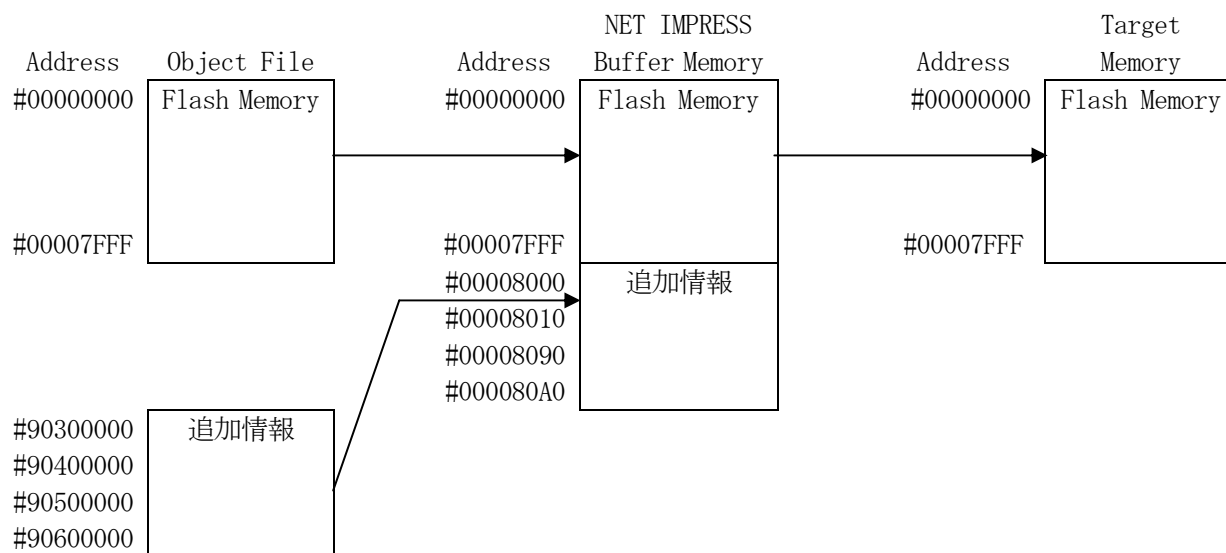 NET IMPRESS Target
Address Object File Address Buffer Memory Address Memory
#00000000 Flash Memory #00000000 Flash Memory #00000000 Flash Memory
#00007FFF #00007FFF #00007FFF
#00008000 追加情報
#00008010
#00008090
#000080A0
#90300000 追加情報
#90400000
#90500000
#90600000